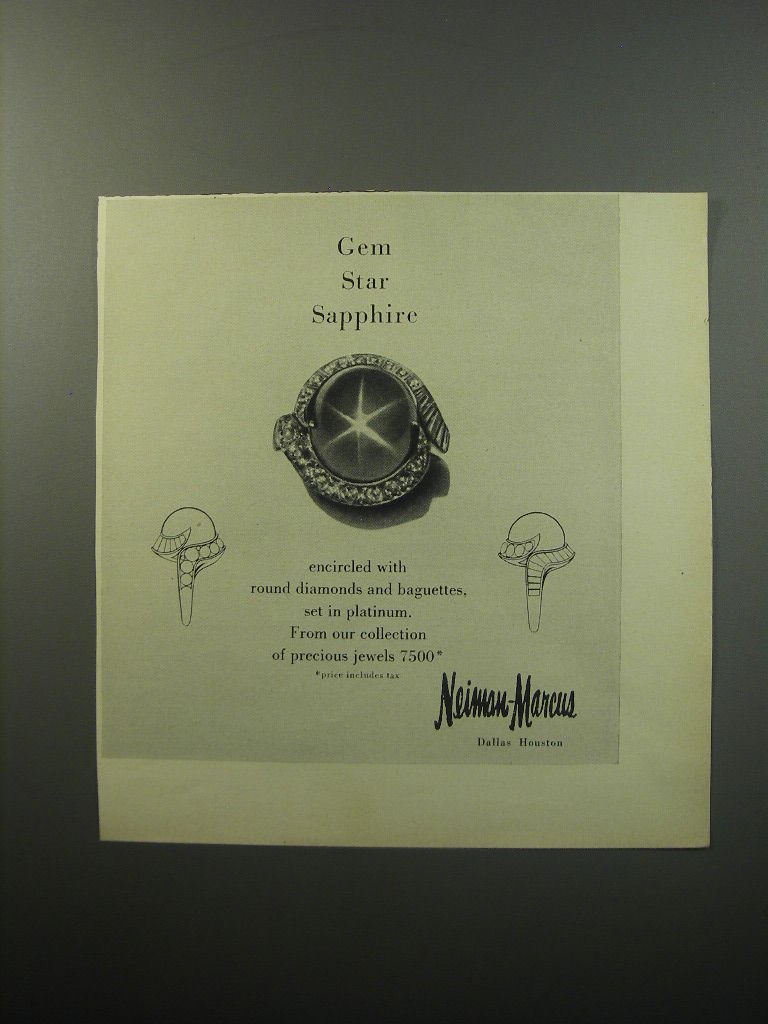 Gem
Star
Sapphire
encircled with
round diamonds and baguettes,
set in platinum.
From our collection
of precious jewels 7500*
*price includes tax
Neiman-Marcus
Dallas Houston